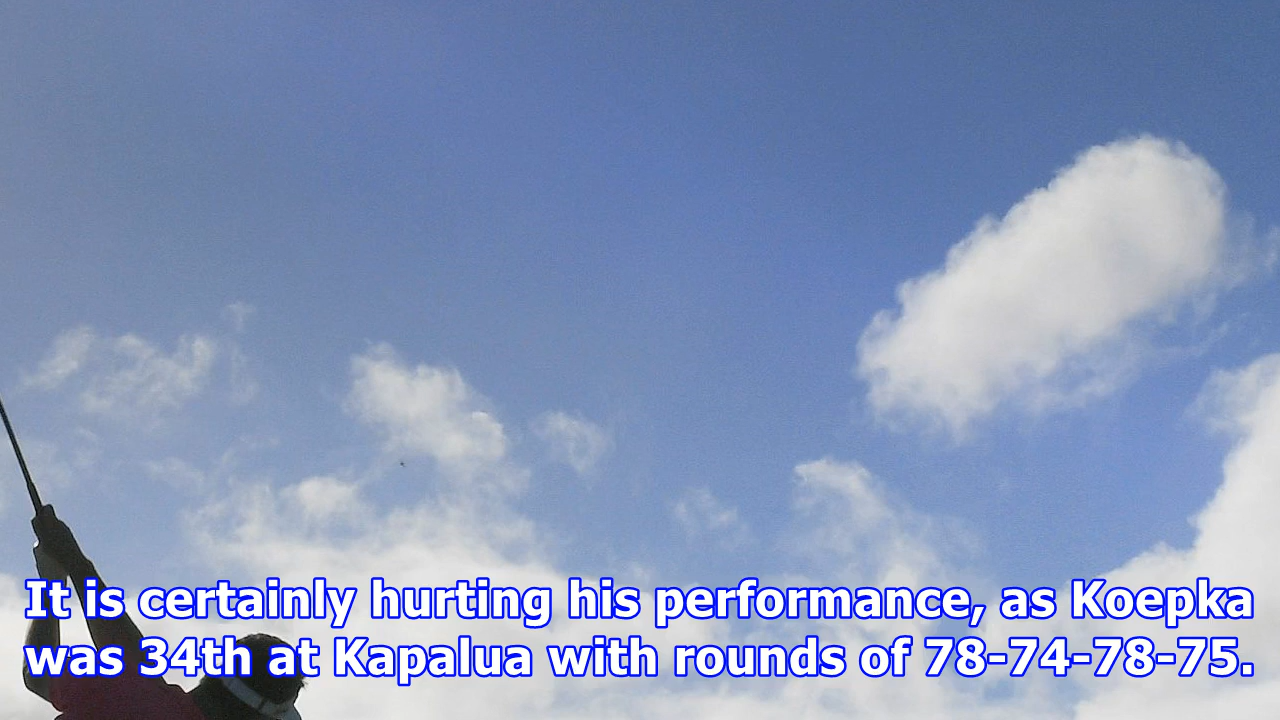 It is certainly hurting his performance, as Koepka
was 34th at Kapalua with rounds of 78-74-78-75.